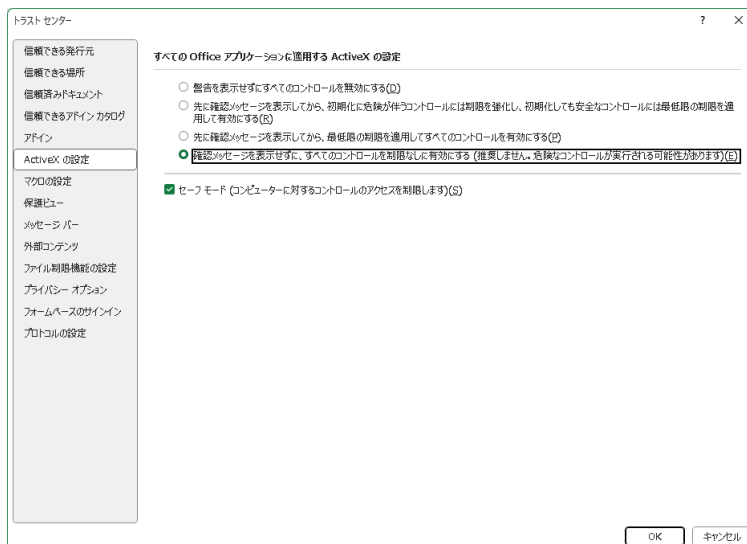 トラスト センター
? ×
信頼できる発行元
信頼できる場所
信頼済みドキュメント
信頼できるアドイン カタログ
アドイン
ActiveX の設定
マクロの設定
保護ビュー
メッセージ バー
外部コンテンツ
ファイル制限機能の設定
プライバシー オプション
フォームベースのサインイン
プロトコルの設定
すべての Office アプリケーションに適用する ActiveX の設定
警告を表示せずにすべてのコントロールを無効にする(D)
先に確認メッセージを表示してから、初期化に危険が伴うコントロールには制限を強化し、初期化しても安全なコントロールには最低限の制限を適
用して有効にする(R)
先に確認メッセージを表示してから、最低限の制限を適用してすべてのコントロールを有効にする(P)
確認メッセージを表示せずに、すべてのコントロールを制限なしに有効にする (推奨しません。危険なコントロールが実行される可能性があります)(E)
セーフ モード (コンピューターに対するコントロールのアクセスを制限します)(S)
OK
キャンセル